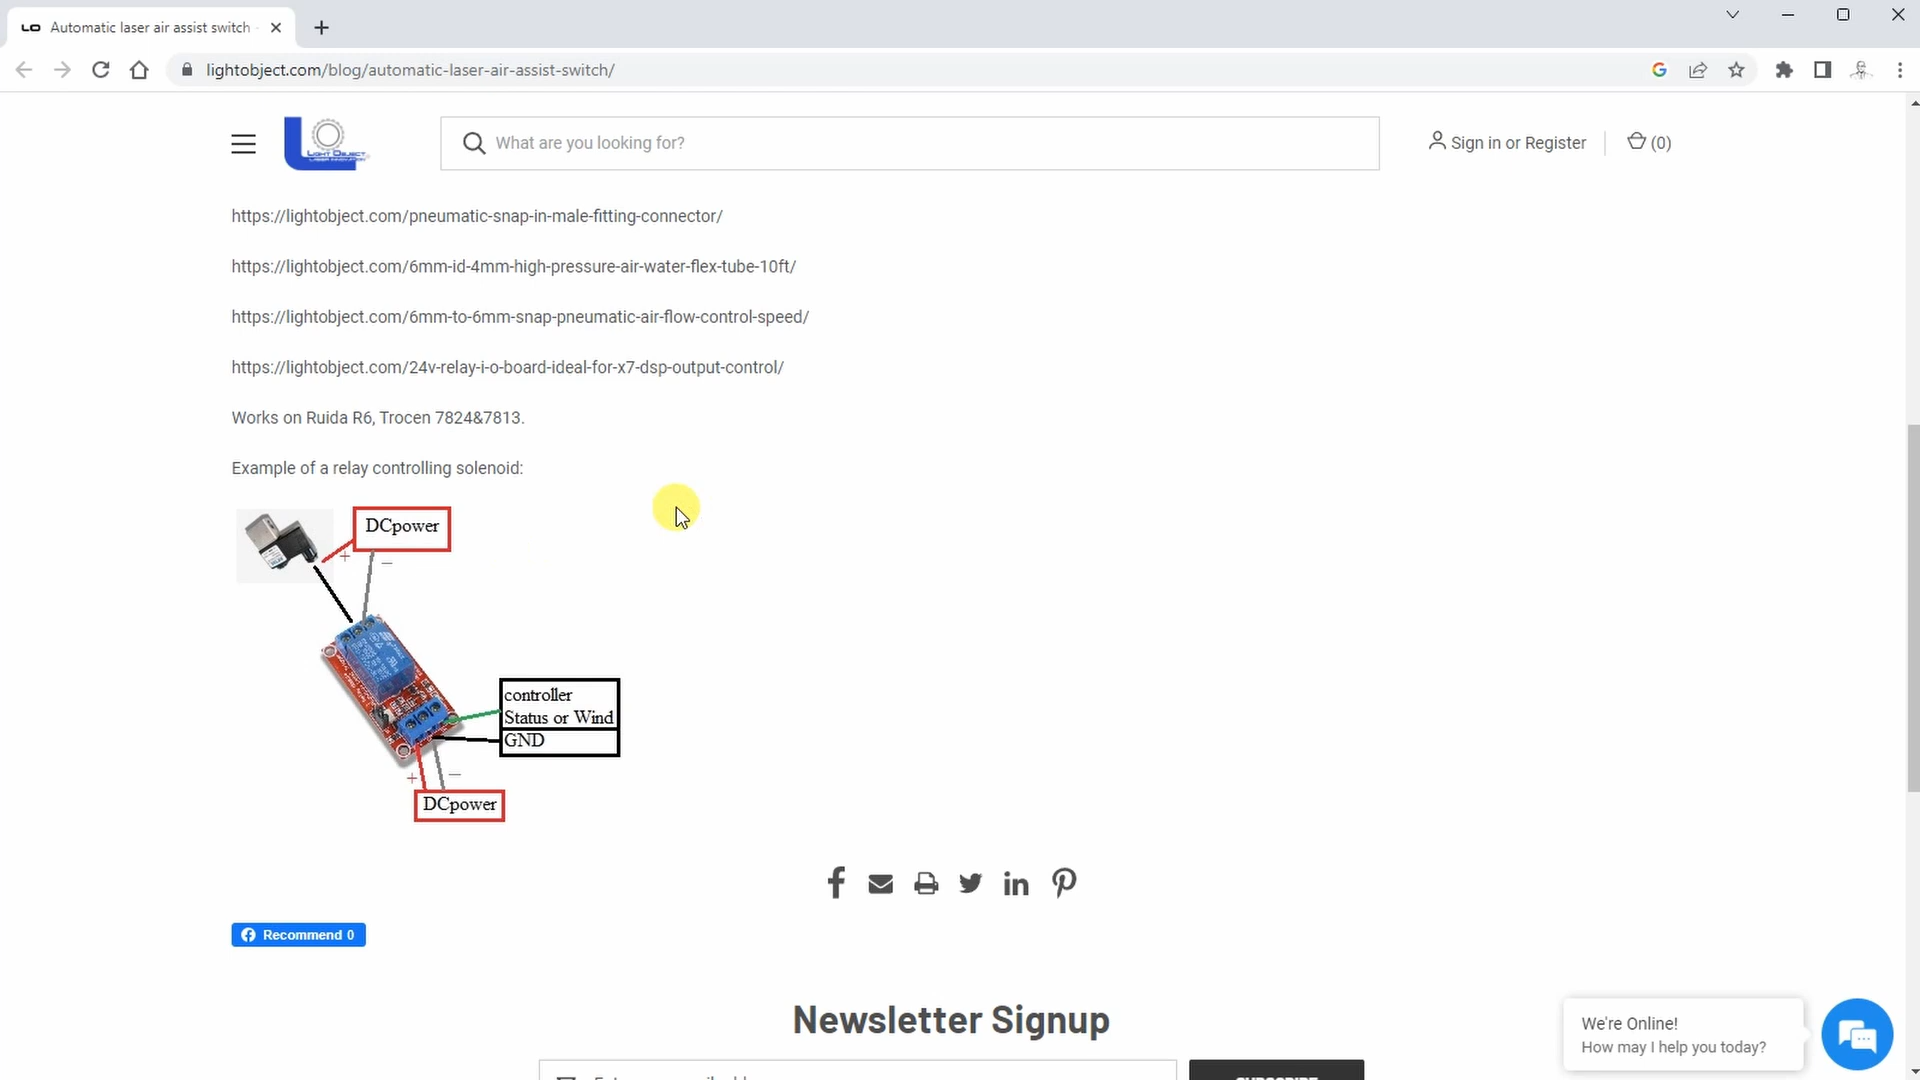 LO Automatic laser air assist switch
lightobject.com/blog/automatic-laser-air-assist-switch/
LIGHT OBJECT
What are you looking for?
Sign in or Register
(0)
https://lightobject.com/pneumatic-snap-in-male-fitting-connector/
https://lightobject.com/6mm-id-4mm-high-pressure-air-water-flex-tube-10ft/
https://lightobject.com/6mm-to-6mm-snap-pneumatic-air-flow-control-speed/
https://lightobject.com/24v-relay-i-o-board-ideal-for-x7-dsp-output-control/
Works on Ruida R6, Trocen 7824&7813.
Example of a relay controlling solenoid:
DCpower
+ −
controller
Status or Wind
GND
+ −
DCpower
Recommend 0
Newsletter Signup
We're Online!
How may I help you today?